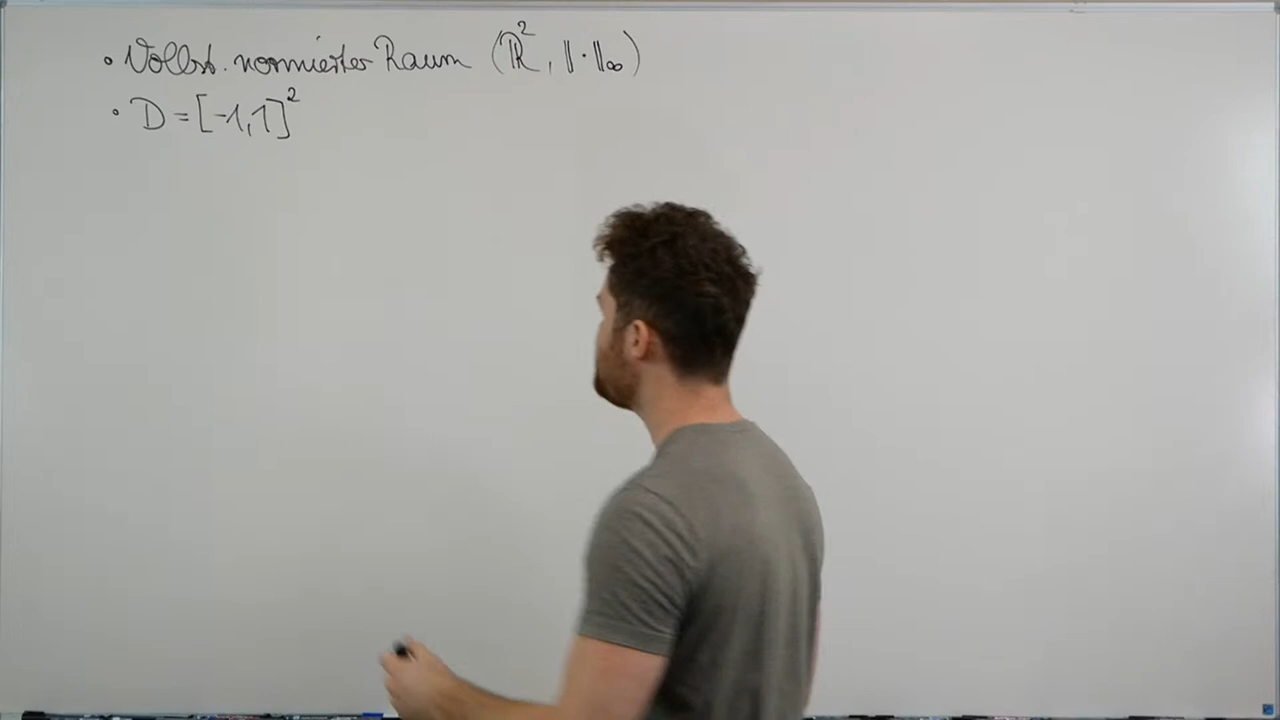 • Vollst. normierter Raum (ℝ², ‖·‖∞)
• D = [-1,1]²